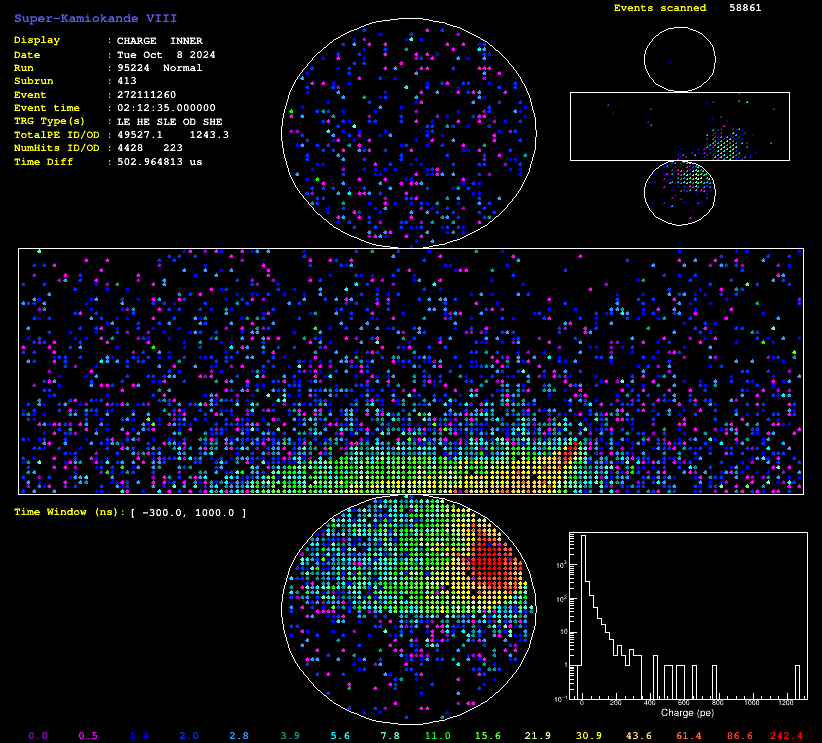 Super-Kamiokande VIII
Events scanned 58861
Display : CHARGE INNER
Date : Tue Oct 8 2024
Run : 95224 Normal
Subrun : 413
Event : 272111260
Event time : 02:12:35.000000
TRG Type(s) : LE HE SLE OD SHE
TotalPE ID/OD : 49527.1 1243.3
NumHits ID/OD : 4428 223
Time Diff : 502.964813 us
Time Window (ns): [ -300.0, 1000.0 ]
10³
10²
10
1
10⁻¹
0 200 400 600 800 1000 1200
Charge (pe)
0.0 0.5 1.4 2.0 2.8 3.9 5.6 7.8 11.0 15.6 21.9 30.9 43.6 61.4 86.6 242.4